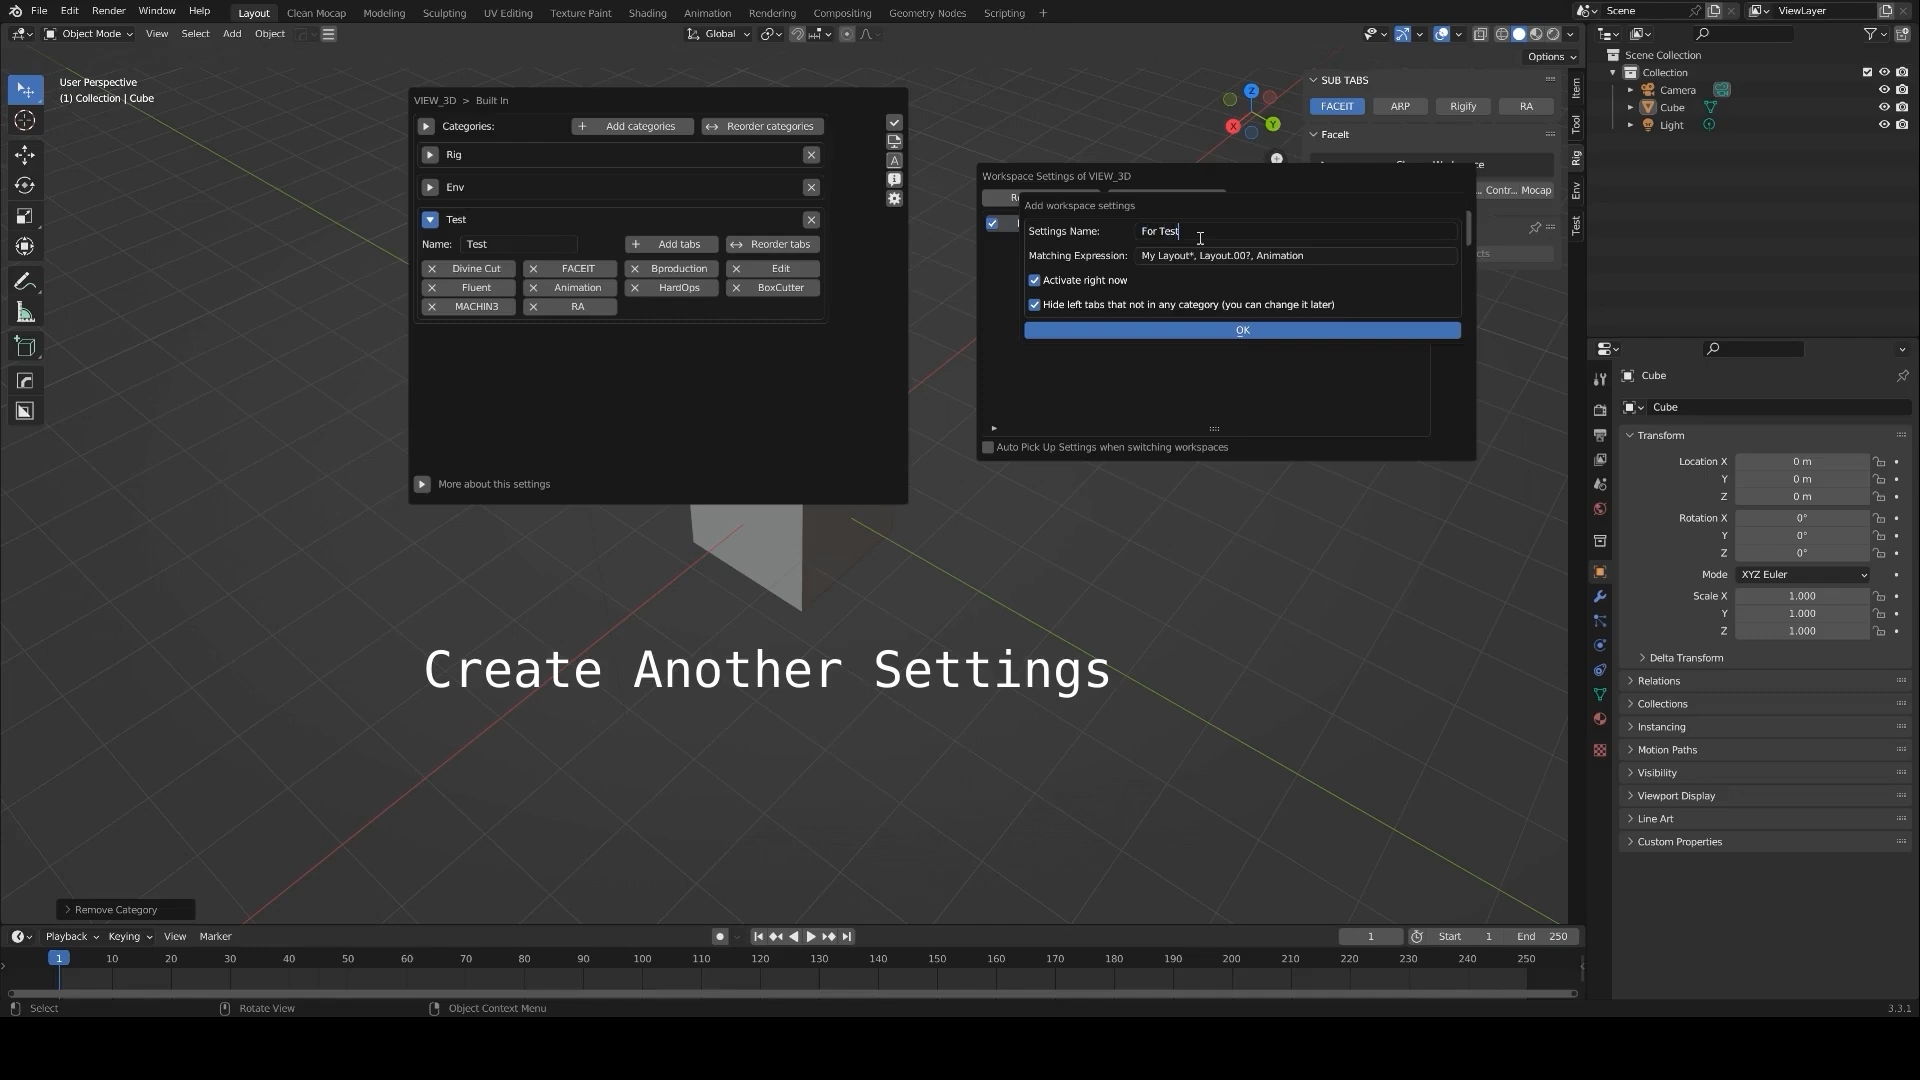 File Edit Render Window Help Layout Clean Mocap Modeling Sculpting UV Editing Texture Paint Shading Animation Rendering Compositing Geometry Nodes Scripting + Scene ViewLayer
Object Mode View Select Add Object Global
Options
User Perspective
(1) Collection | Cube
VIEW_3D > Built In
Categories: + Add categories Reorder categories
Rig
Env
Test
Name: Test + Add tabs Reorder tabs
Divine Cut FACEIT Bproduction Edit
Fluent Animation HardOps BoxCutter
MACHIN3 RA
More about this settings
Z
X
Y
SUB TABS
FACEIT ARP Rigify RA
FaceIt
Contr... Mocap
Item
Tool
Rig
Env
Test
Workspace Settings of VIEW_3D
Add workspace settings
Settings Name: For Test
Matching Expression: My Layout*, Layout.00?, Animation
Activate right now
Hide left tabs that not in any category (you can change it later)
OK
Auto Pick Up Settings when switching workspaces
Create Another Settings
Remove Category
Scene Collection
Collection
Camera
Cube
Light
Cube
Cube
Transform
Location X 0 m
Y 0 m
Z 0 m
Rotation X 0°
Y 0°
Z 0°
Mode XYZ Euler
Scale X 1.000
Y 1.000
Z 1.000
Delta Transform
Relations
Collections
Instancing
Motion Paths
Visibility
Viewport Display
Line Art
Custom Properties
Playback Keying View Marker 1 Start 1 End 250
1 10 20 30 40 50 60 70 80 90 100 110 120 130 140 150 160 170 180 190 200 210 220 230 240 250
Select Rotate View Object Context Menu 3.3.1